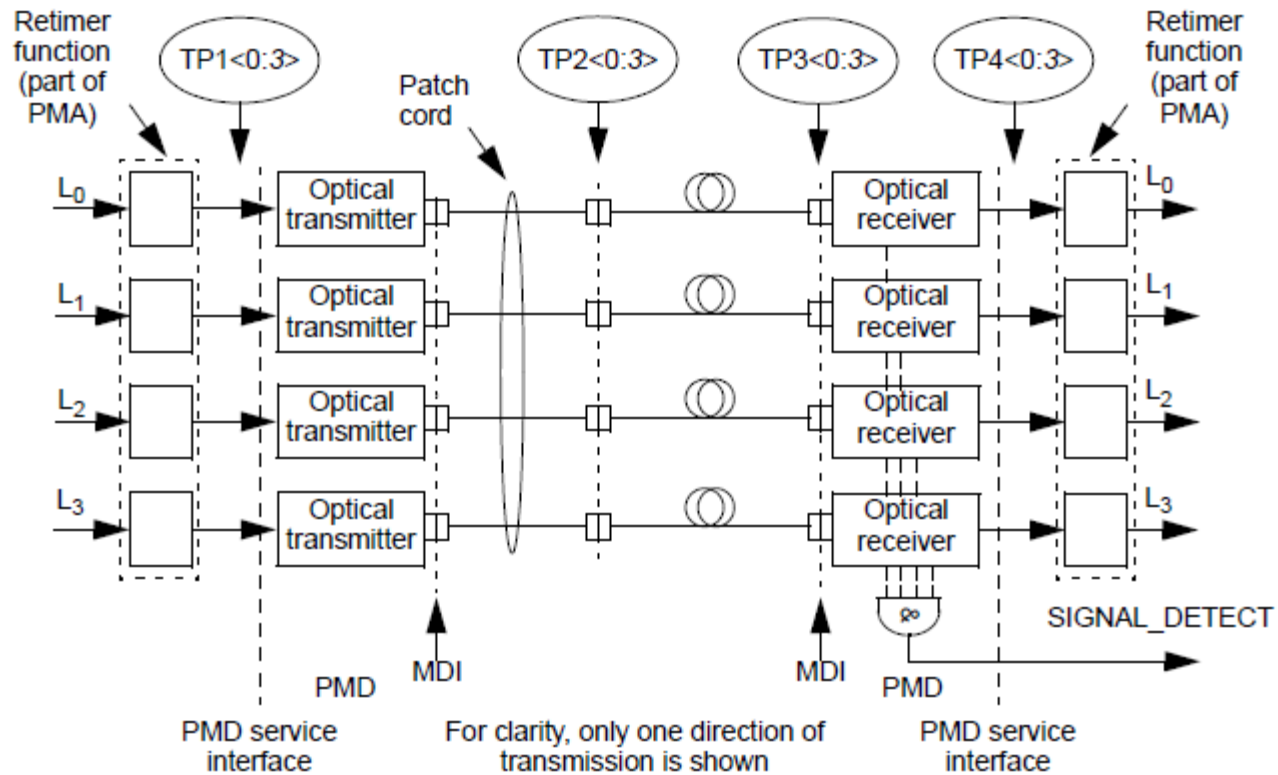 Retimer
function
(part of
PMA)
TP1<0:3>
Patch
cord
TP2<0:3>
TP3<0:3>
TP4<0:3>
Retimer
function
(part of
PMA)
L0
Optical
transmitter
Optical
receiver
L0
L1
Optical
transmitter
Optical
receiver
L1
L2
Optical
transmitter
Optical
receiver
L2
L3
Optical
transmitter
Optical
receiver
L3
&
SIGNAL_DETECT
PMD
MDI
MDI
PMD
PMD service
interface
For clarity, only one direction of
transmission is shown
PMD service
interface